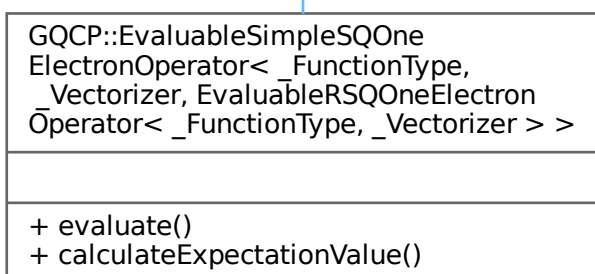 GQCP::EvaluableSimpleSQOne
ElectronOperator< _FunctionType,
_Vectorizer, EvaluableRSQOneElectron
Operator< _FunctionType, _Vectorizer > >
+ evaluate()
+ calculateExpectationValue()